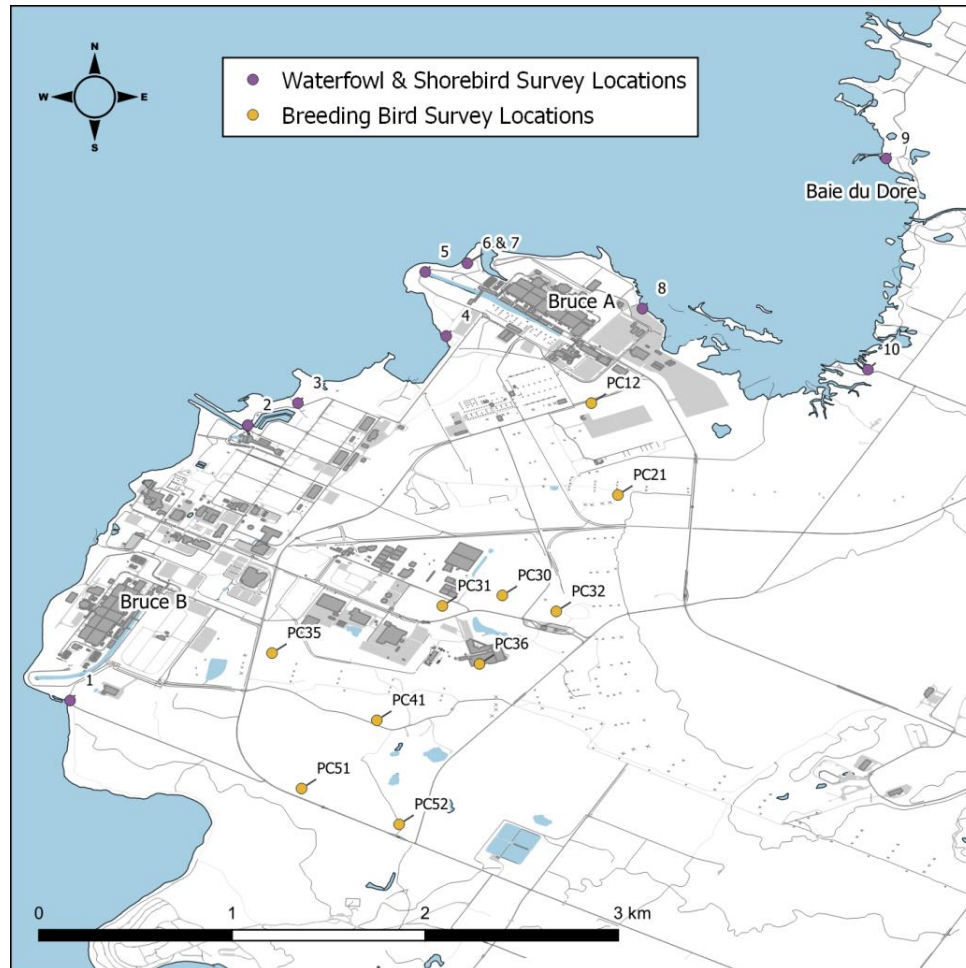 N
W E
S
Waterfowl & Shorebird Survey Locations
Breeding Bird Survey Locations
9
Baie du Dore
5
6 & 7
8
Bruce A
4
10
3
PC12
2
PC21
PC30
PC31
PC32
Bruce B
PC35
PC36
1
PC41
PC51
PC52
0 1 2 3 km